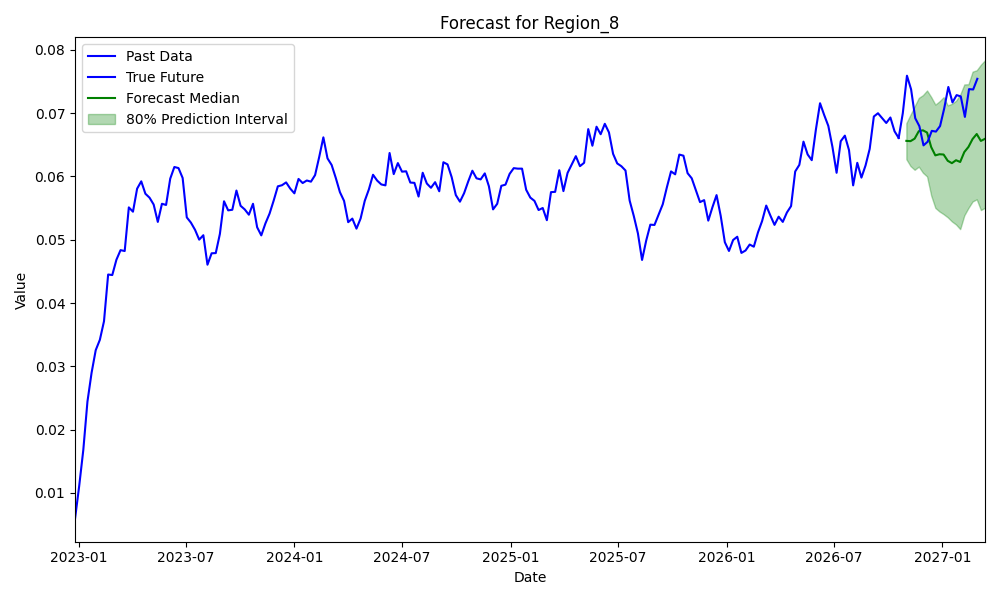 Forecast for Region_8
Past Data
True Future
Forecast Median
80% Prediction Interval
Value
0.08
0.07
0.06
0.05
0.04
0.03
0.02
0.01
2023-01 2023-07 2024-01 2024-07 2025-01 2025-07 2026-01 2026-07 2027-01
Date